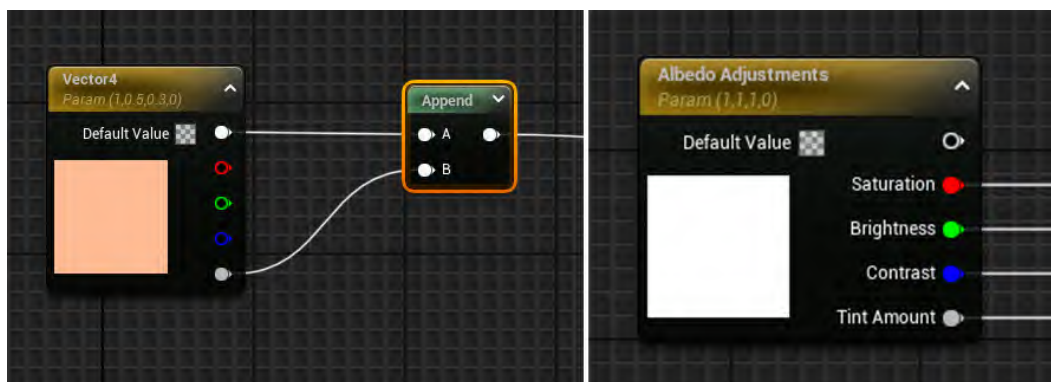 Vector4
Param (1,0.5,0.3,0)
Default Value
Append
A
B
Albedo Adjustments
Param (1,1,1,0)
Default Value
Saturation
Brightness
Contrast
Tint Amount